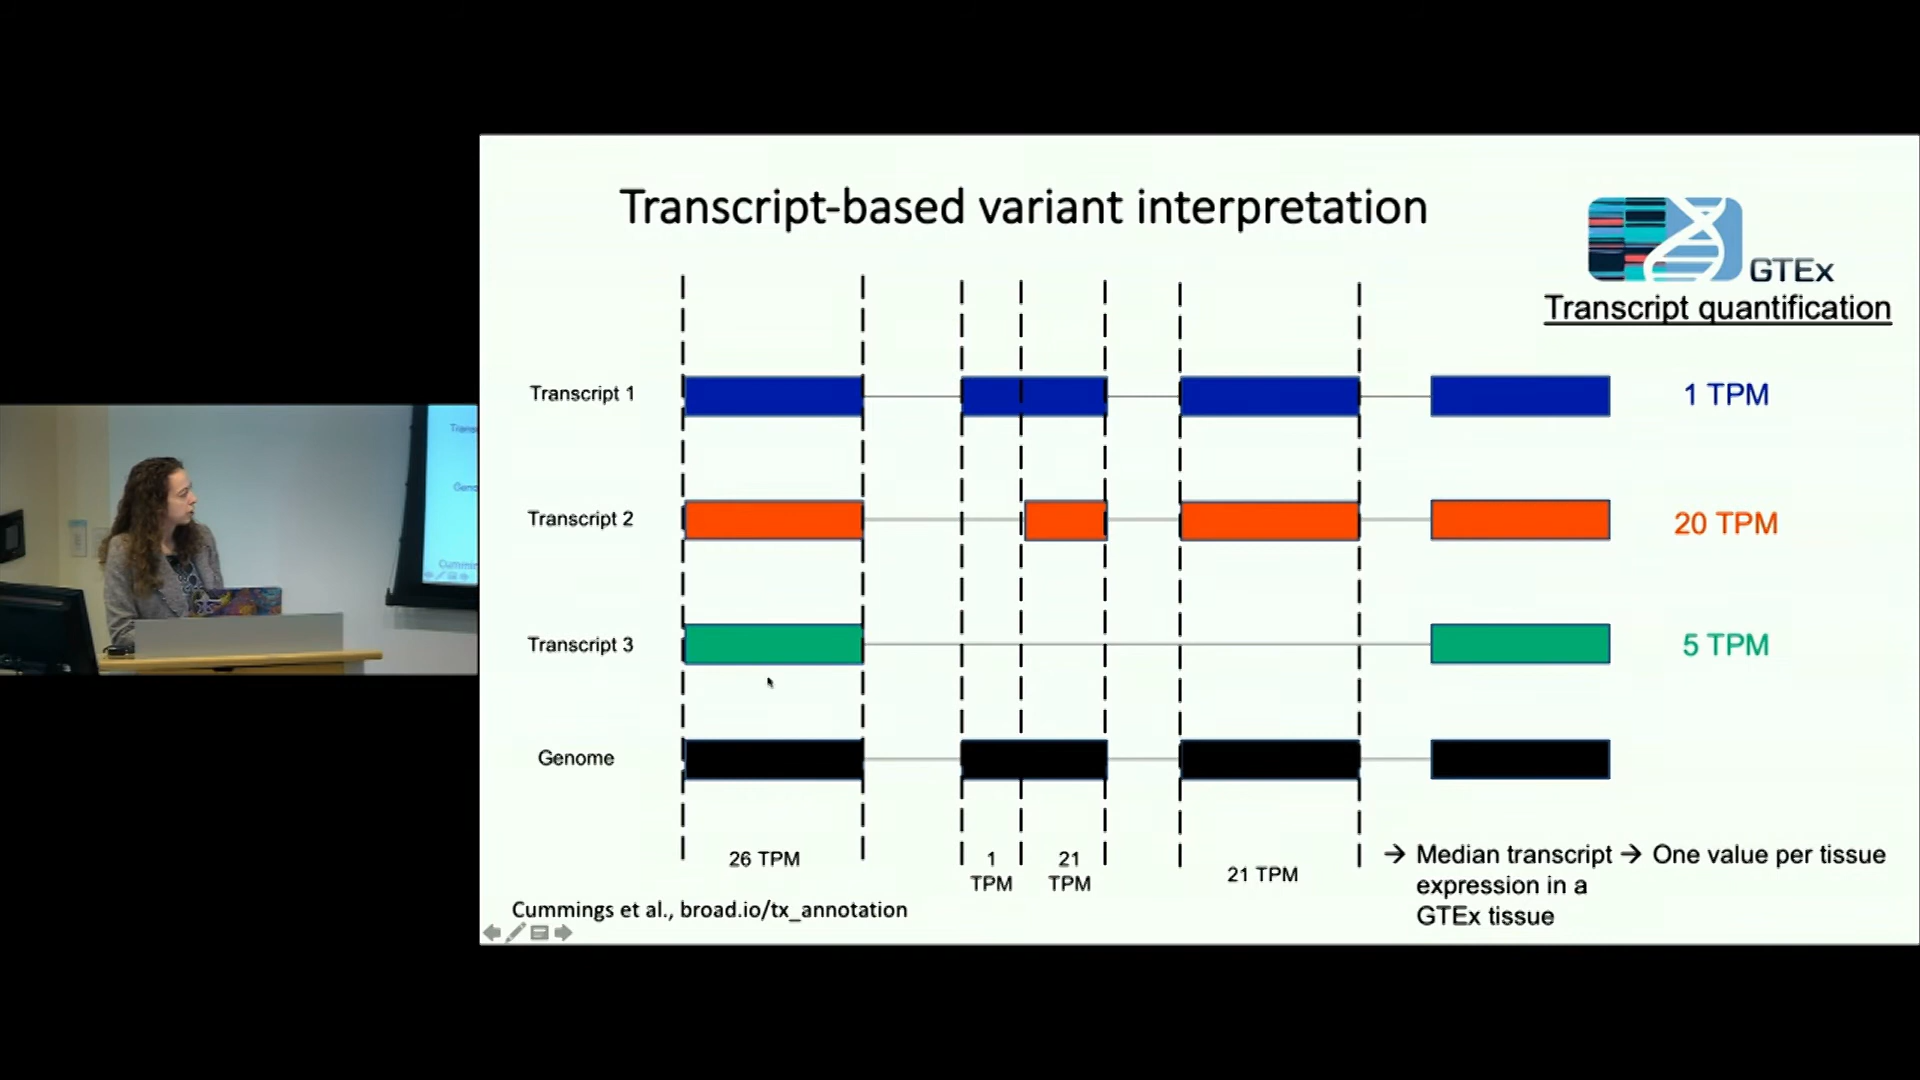 Transcript-based variant interpretation
GTEx
Transcript quantification
Transcript 1
1 TPM
Transcript 2
20 TPM
Transcript 3
5 TPM
Genome
26 TPM
1
TPM
21
TPM
21 TPM
→ Median transcript → One value per tissue
expression in a
GTEx tissue
Cummings et al., broad.io/tx_annotation